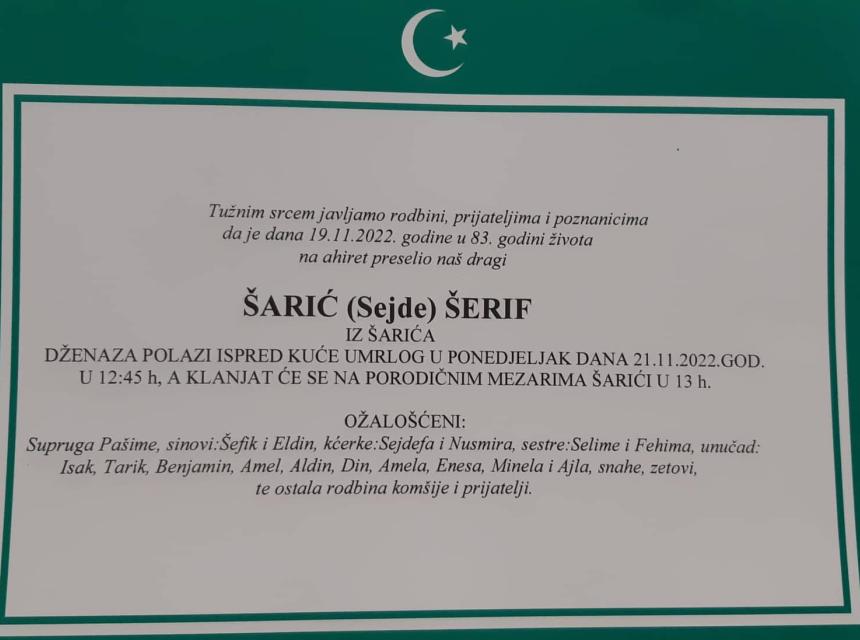 Tužnim srcem javljamo rodbini, prijateljima i poznanicima
da je dana 19.11.2022. godine u 83. godini života
na ahiret preselio naš dragi
ŠARIĆ (Sejde) ŠERIF
IZ ŠARIĆA
DŽENAZA POLAZI ISPRED KUĆE UMRLOG U PONEDJELJAK DANA 21.11.2022.GOD.
U 12:45 h, A KLANJAT ĆE SE NA PORODIČNIM MEZARIMA ŠARIĆI U 13 h.
OŽALOŠĆENI:
Supruga Pašime, sinovi:Šefik i Eldin, kćerke:Sejdefa i Nusmira, sestre:Selime i Fehima, unučad:
Isak, Tarik, Benjamin, Amel, Aldin, Din, Amela, Enesa, Minela i Ajla, snahe, zetovi,
te ostala rodbina komšije i prijatelji.